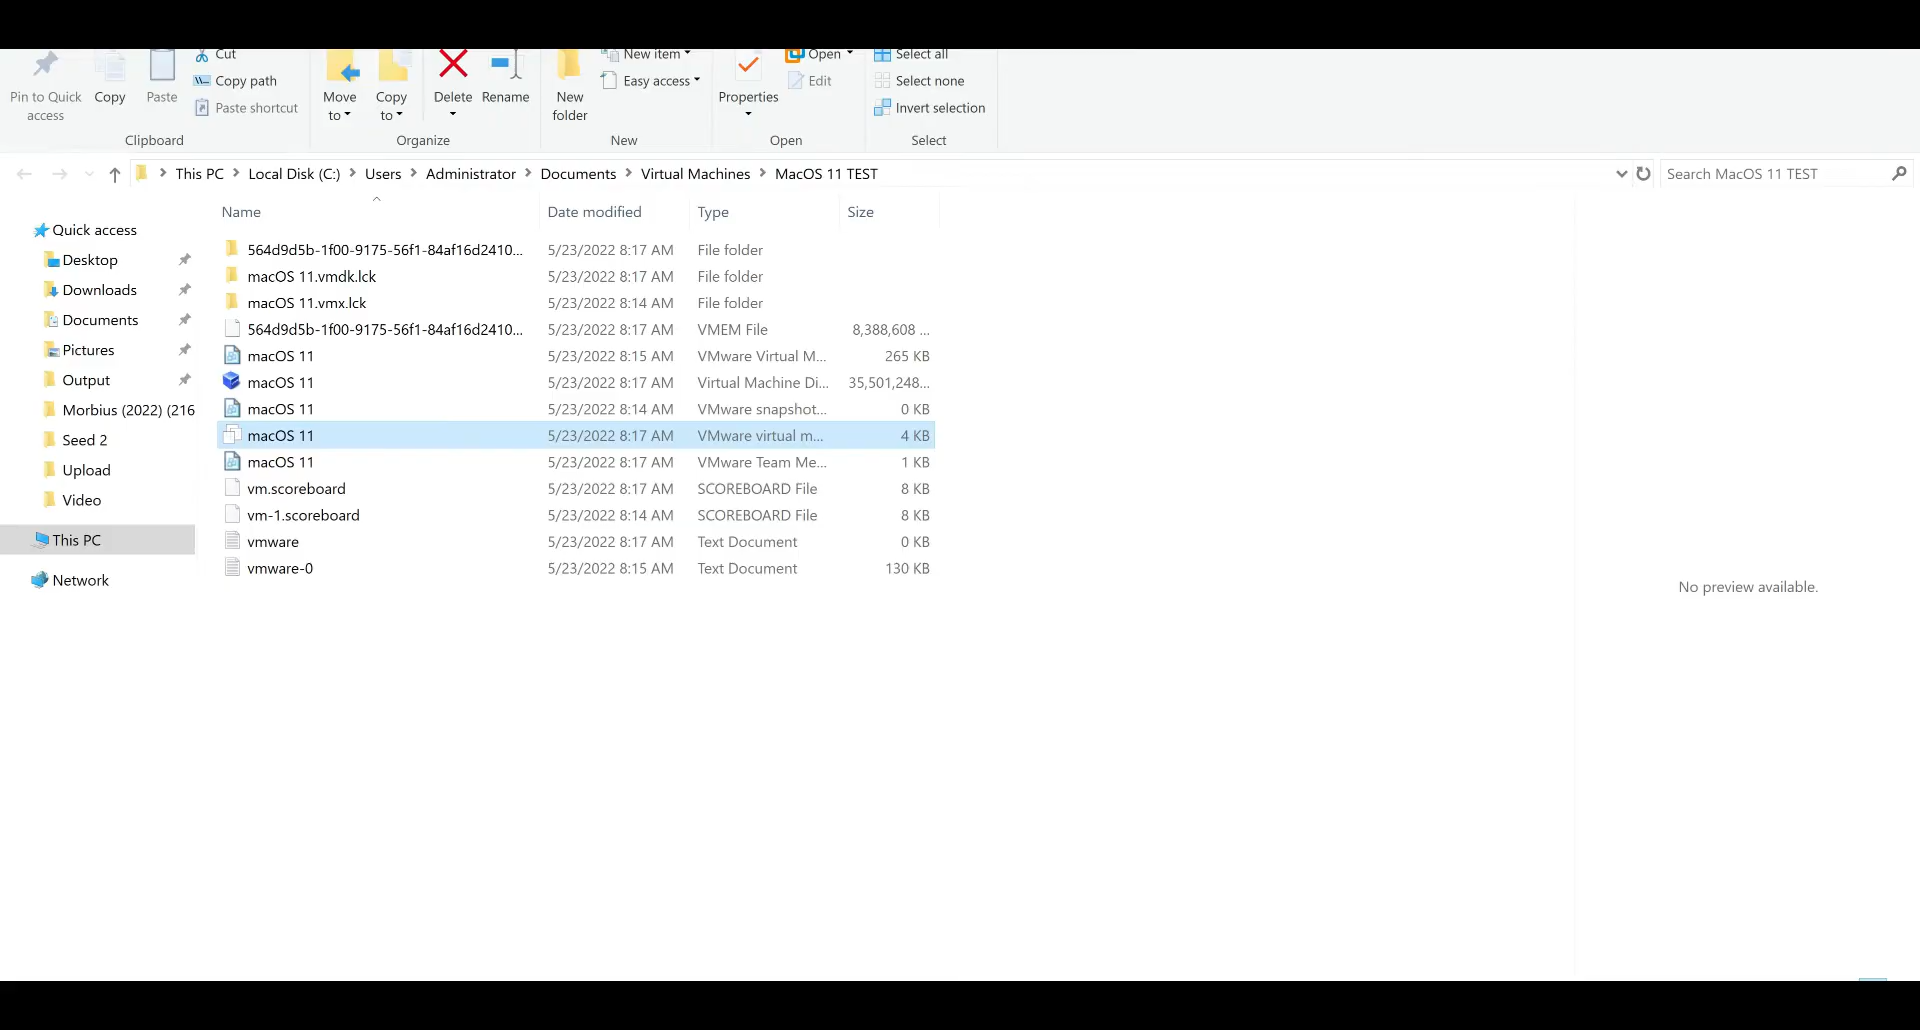 Cut
New item
Open
Select all
Copy path
Easy access
Edit
Select none
Pin to Quick access
Copy
Paste
Paste shortcut
Move to
Copy to
Delete
Rename
New folder
Properties
Invert selection
Clipboard
Organize
New
Open
Select
This PC
Local Disk (C:)
Users
Administrator
Documents
Virtual Machines
MacOS 11 TEST
Search MacOS 11 TEST
Quick access
Desktop
Downloads
Documents
Pictures
Output
Morbius (2022) (216
Seed 2
Upload
Video
This PC
Network
Name Date modified Type Size
564d9d5b-1f00-9175-56f1-84af16d2410... 5/23/2022 8:17 AM File folder
macOS 11.vmdk.lck 5/23/2022 8:17 AM File folder
macOS 11.vmx.lck 5/23/2022 8:14 AM File folder
564d9d5b-1f00-9175-56f1-84af16d2410... 5/23/2022 8:17 AM VMEM File 8,388,608 ...
macOS 11 5/23/2022 8:15 AM VMware Virtual M... 265 KB
macOS 11 5/23/2022 8:17 AM Virtual Machine Di... 35,501,248...
macOS 11 5/23/2022 8:14 AM VMware snapshot... 0 KB
macOS 11 5/23/2022 8:17 AM VMware virtual m... 4 KB
macOS 11 5/23/2022 8:17 AM VMware Team Me... 1 KB
vm.scoreboard 5/23/2022 8:17 AM SCOREBOARD File 8 KB
vm-1.scoreboard 5/23/2022 8:14 AM SCOREBOARD File 8 KB
vmware 5/23/2022 8:17 AM Text Document 0 KB
vmware-0 5/23/2022 8:15 AM Text Document 130 KB
No preview available.